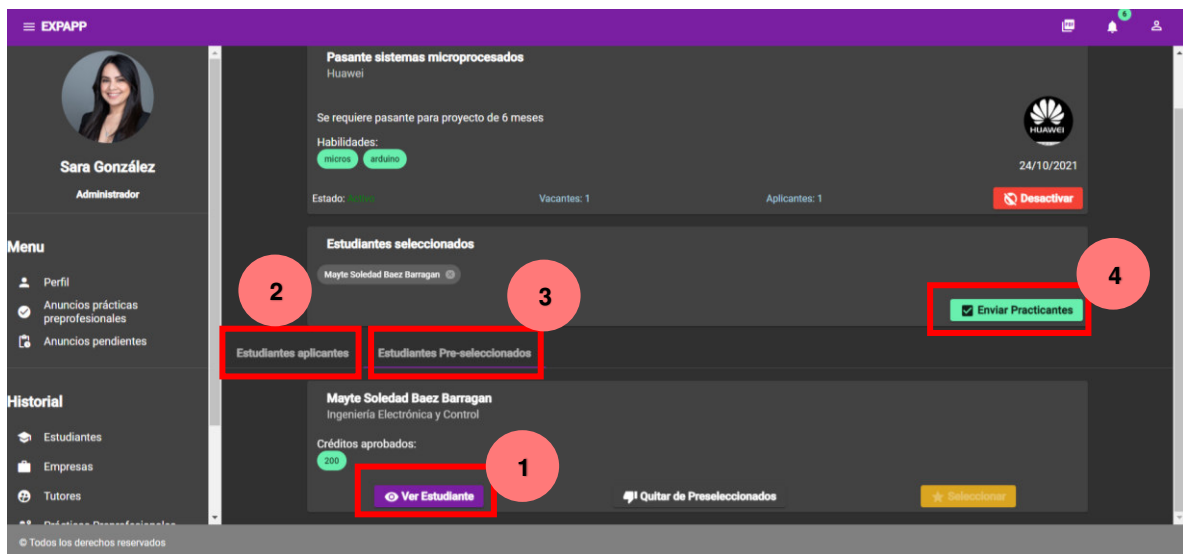 EXPAPP
6
PDF
Sara González
Administrador
Menu
Perfil
Anuncios prácticas
preprofesionales
Anuncios pendientes
Historial
Estudiantes
Empresas
Tutores
Prácticas Preprofesionales
Pasante sistemas microprocesados
Huawei
Se requiere pasante para proyecto de 6 meses
Habilidades:
micros arduino
HUAWEI
24/10/2021
Estado: Activo Vacantes: 1 Aplicantes: 1 Desactivar
Estudiantes seleccionados
Mayte Soledad Baez Barragan
2
3
4
Enviar Practicantes
Estudiantes aplicantes Estudiantes Pre-seleccionados
Mayte Soledad Baez Barragan
Ingeniería Electrónica y Control
Créditos aprobados:
200
1
Ver Estudiante Quitar de Preseleccionados Seleccionar
© Todos los derechos reservados